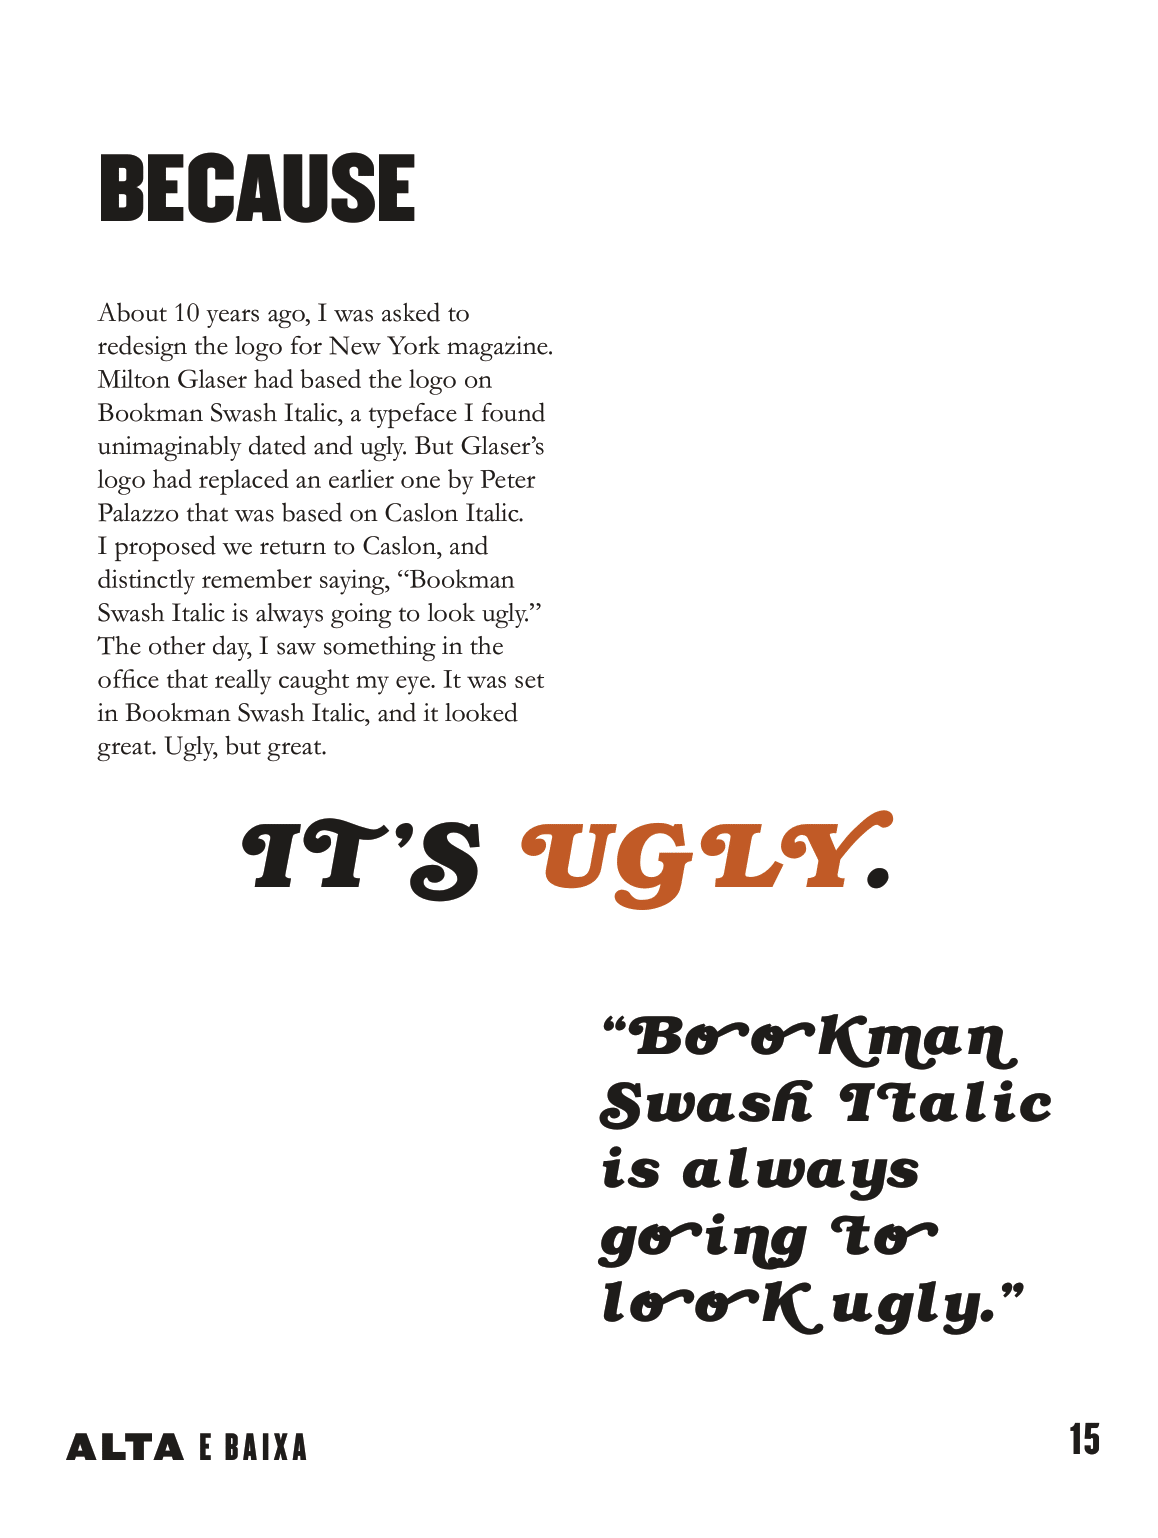 BECAUSE
About 10 years ago, I was asked to
redesign the logo for New York magazine.
Milton Glaser had based the logo on
Bookman Swash Italic, a typeface I found
unimaginably dated and ugly. But Glaser’s
logo had replaced an earlier one by Peter
Palazzo that was based on Caslon Italic.
I proposed we return to Caslon, and
distinctly remember saying, “Bookman
Swash Italic is always going to look ugly.”
The other day, I saw something in the
office that really caught my eye. It was set
in Bookman Swash Italic, and it looked
great. Ugly, but great.
IT’S UGLY.
“Bookman
Swash Italic
is always
going to
look ugly.”
ALTA E BAIXA
15